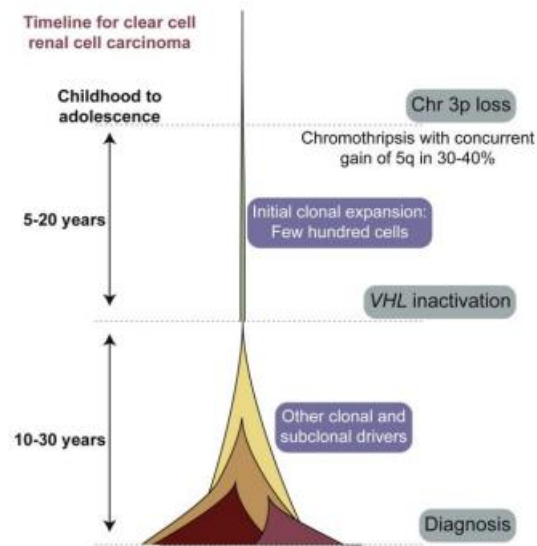 Timeline for clear cell
renal cell carcinoma
Childhood to
adolescence
Chr 3p loss
Chromothripsis with concurrent
gain of 5q in 30-40%
5-20 years
Initial clonal expansion:
Few hundred cells
VHL inactivation
10-30 years
Other clonal and
subclonal drivers
Diagnosis